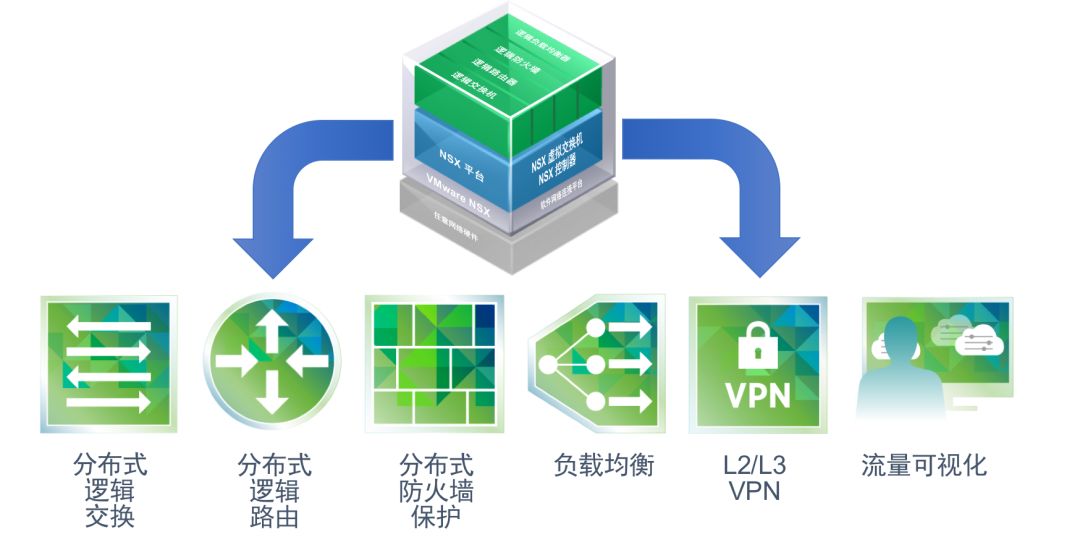 逻辑负载均衡器
逻辑防火墙
逻辑路由器
逻辑交换机
NSX 平台
NSX 虚拟交换机
NSX 控制器
VMware NSX
软件网络连接平台
任意网络硬件
VPN
分布式
逻辑
交换
分布式
逻辑
路由
分布式
防火墙
保护
负载均衡
L2/L3
VPN
流量可视化